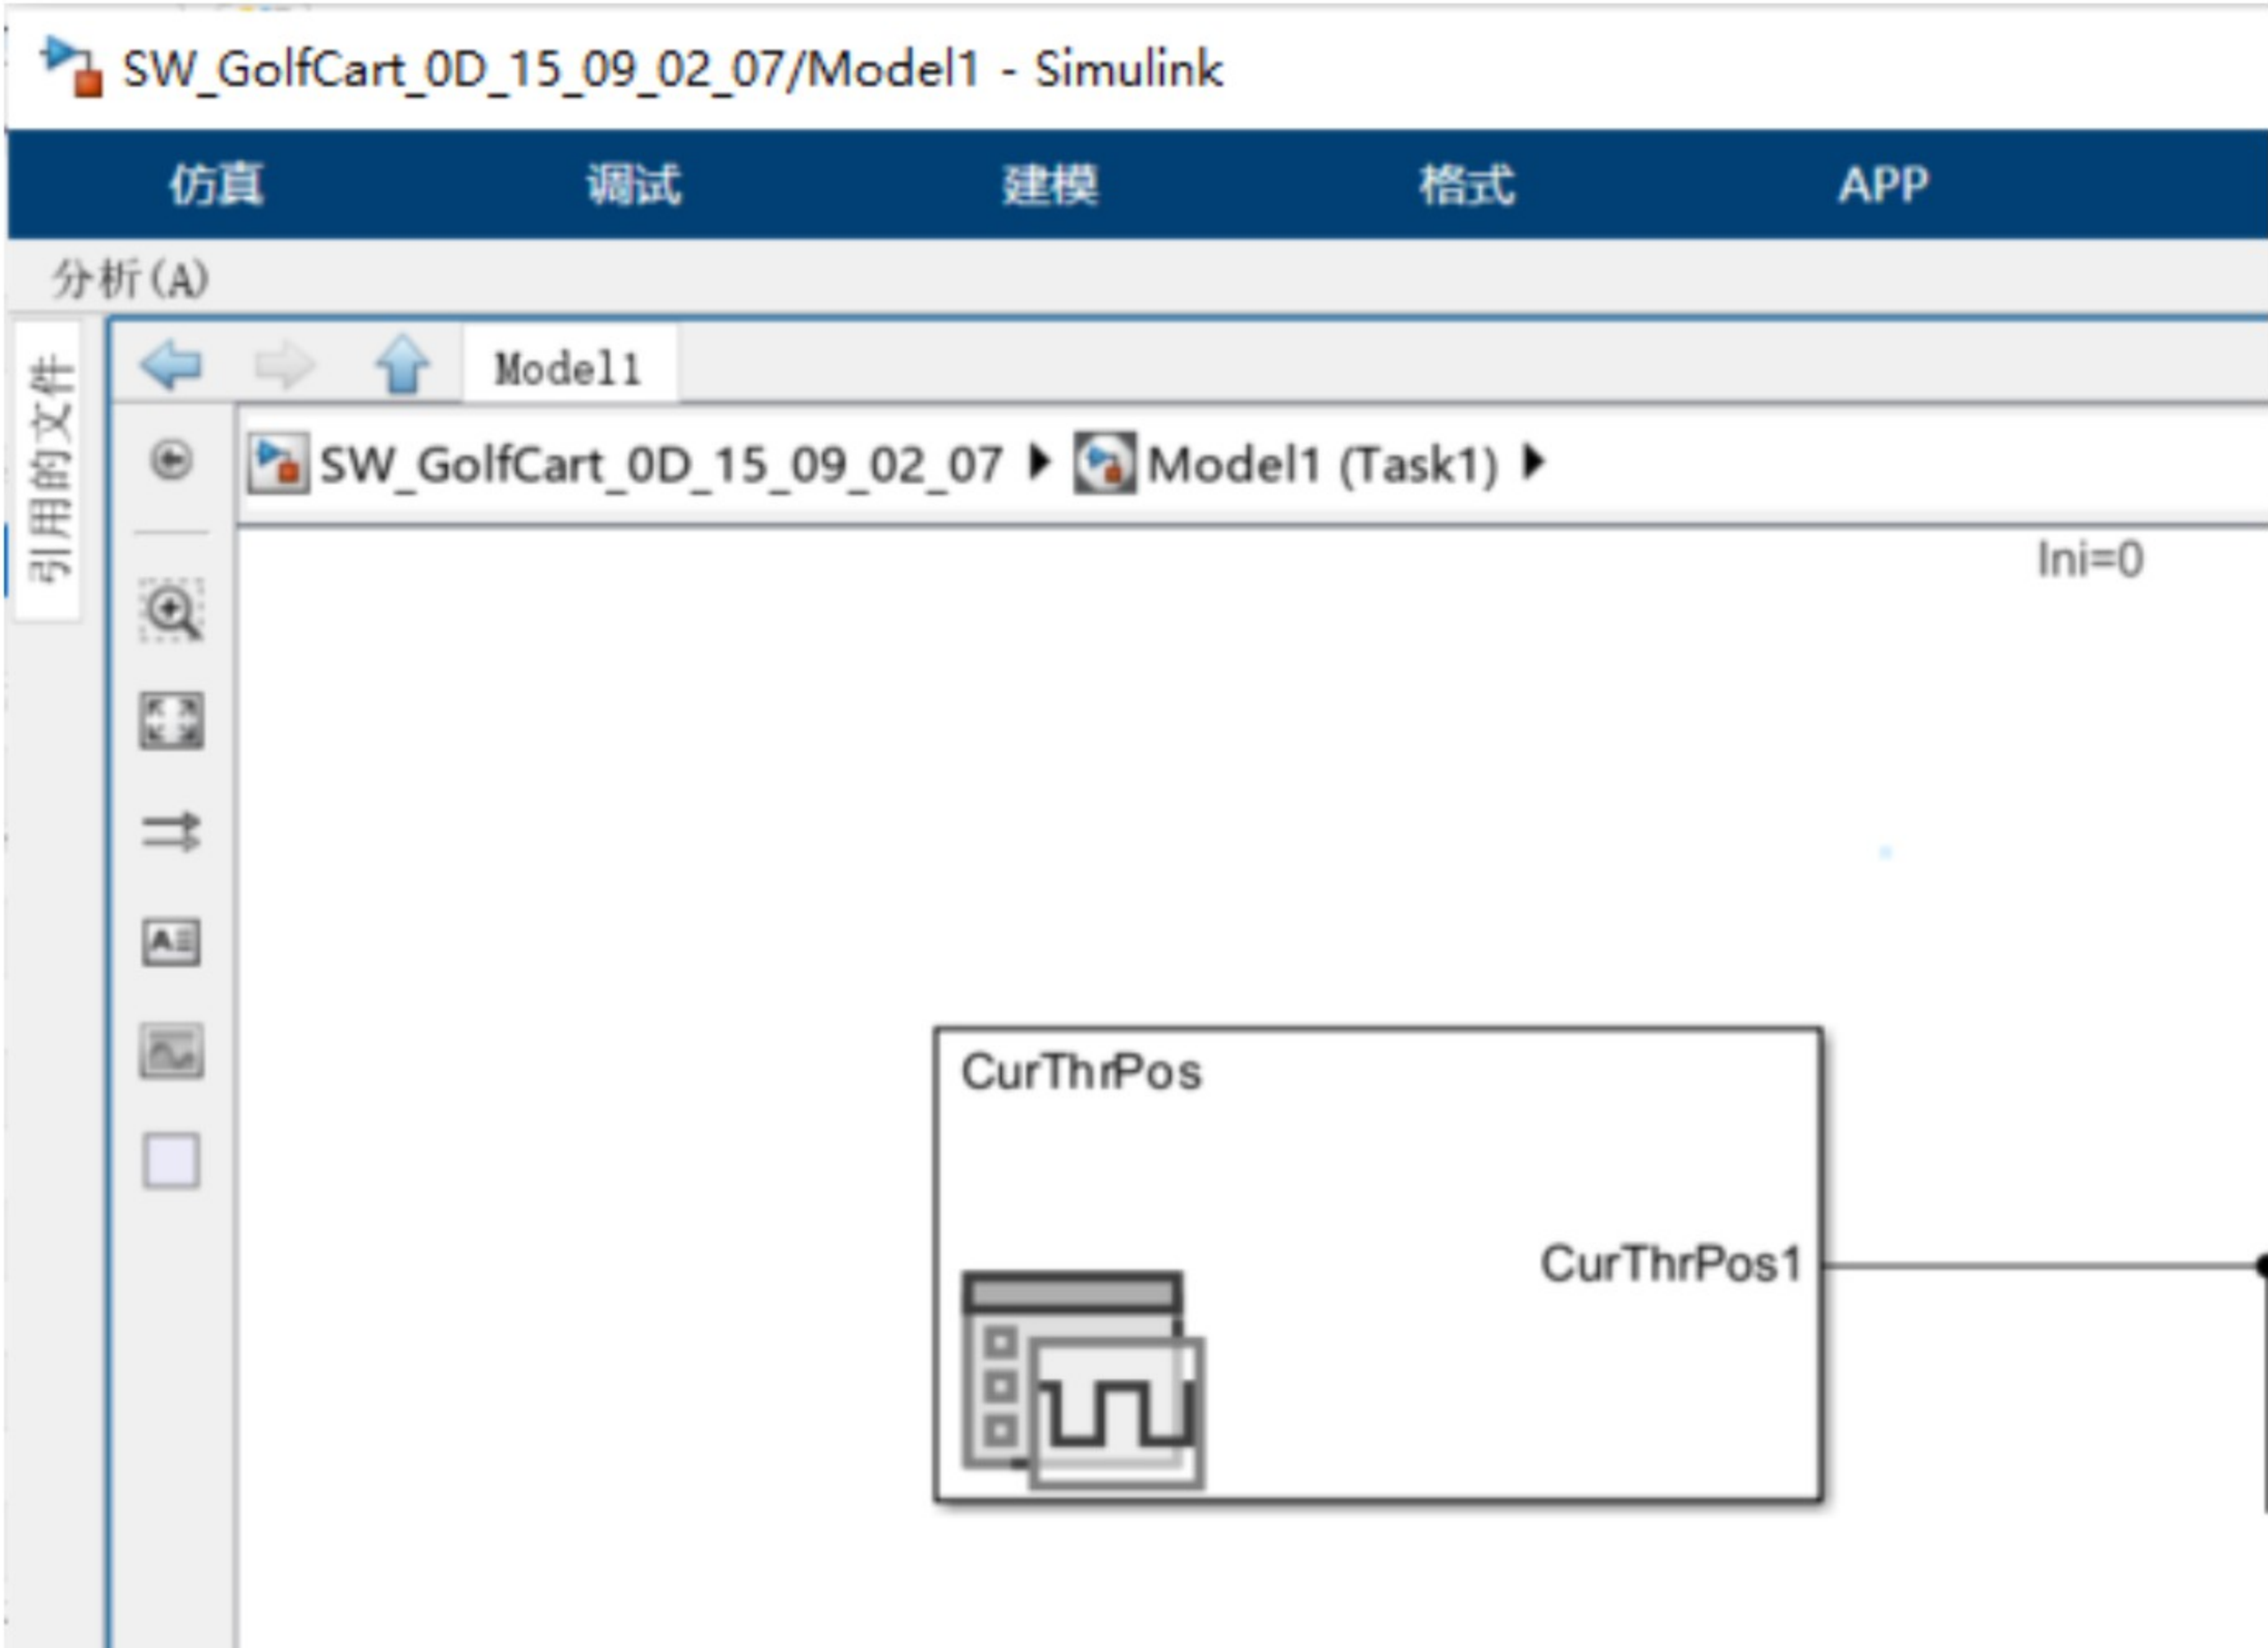 SW_GolfCart_0D_15_09_02_07/Model1 - Simulink
仿真 调试 建模 格式 APP
分析(A)
引用的文件
Model1
SW_GolfCart_0D_15_09_02_07 Model1 (Task1)
Ini=0
CurThrPos
CurThrPos1